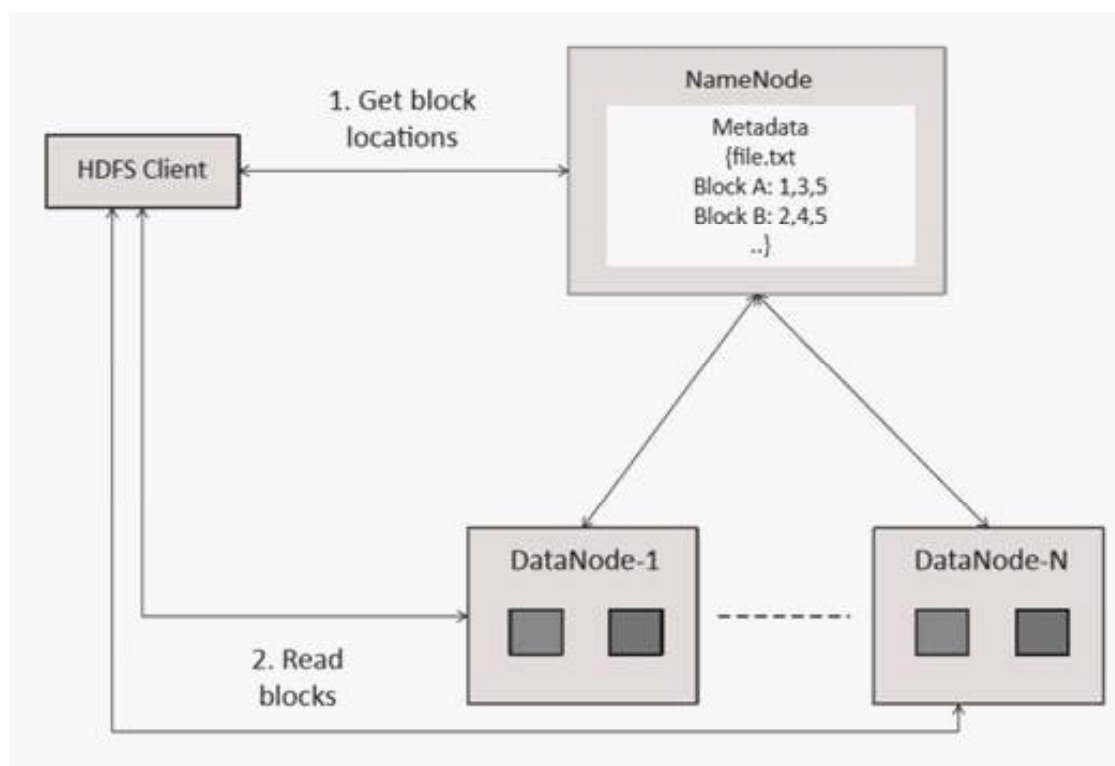 1. Get block
locations
HDFS Client
NameNode
Metadata
{file.txt
Block A: 1,3,5
Block B: 2,4,5
..}
DataNode-1
DataNode-N
2. Read
blocks